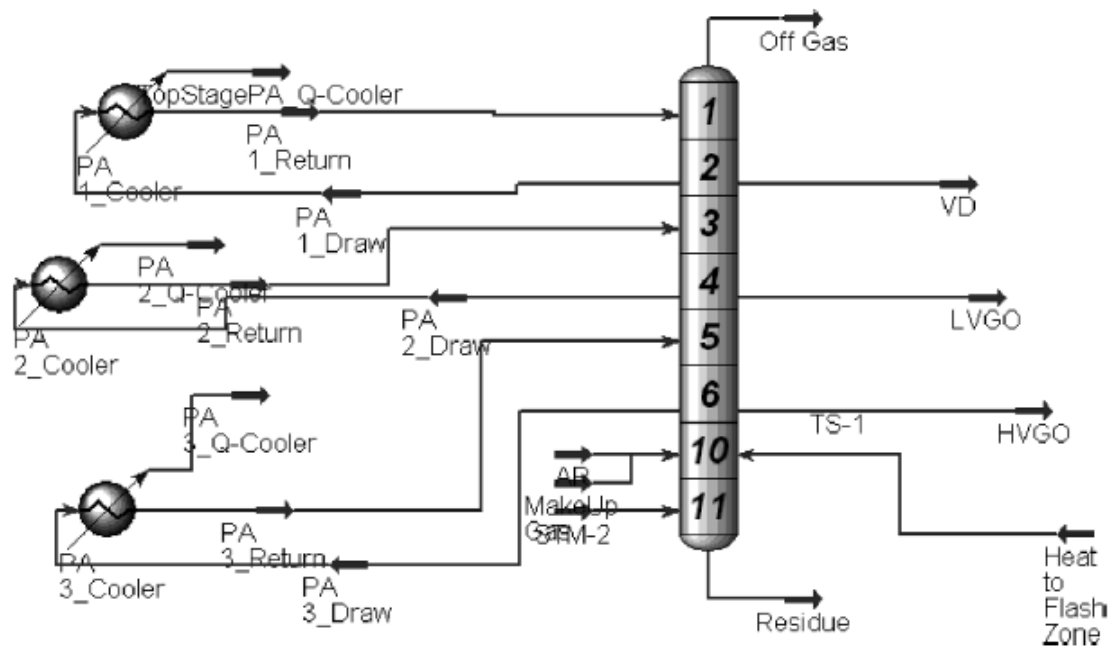 Off Gas
TopStagePA_Q-Cooler
1
PA
1_Return
PA
1_Cooler
2
VD
PA
1_Draw
3
PA
2_Q-Cooler
4
PA
2_Return
PA
2_Draw
LVGO
PA
2_Cooler
5
6
PA
3_Q-Cooler
TS-1
HVGO
10
AR
MakeUp
Gas
STM-2
11
PA
3_Return
PA
3_Cooler
PA
3_Draw
Heat
to
Flash
Zone
Residue